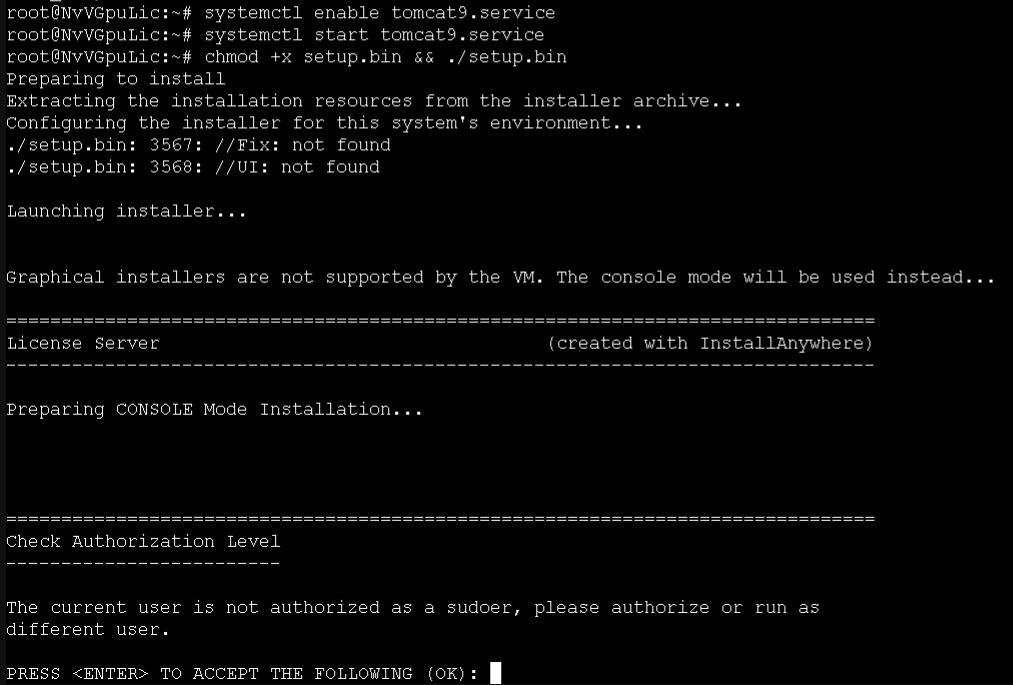 root@NvVGpuLic:~# systemctl enable tomcat9.service
root@NvVGpuLic:~# systemctl start tomcat9.service
root@NvVGpuLic:~# chmod +x setup.bin && ./setup.bin
Preparing to install
Extracting the installation resources from the installer archive...
Configuring the installer for this system's environment...
./setup.bin: 3567: //Fix: not found
./setup.bin: 3568: //UI: not found
Launching installer...
Graphical installers are not supported by the VM. The console mode will be used instead...
===============================================================================
License Server                                   (created with InstallAnywhere)
-------------------------------------------------------------------------------
Preparing CONSOLE Mode Installation...
===============================================================================
Check Authorization Level
-------------------------
The current user is not authorized as a sudoer, please authorize or run as
different user.
PRESS <ENTER> TO ACCEPT THE FOLLOWING (OK):